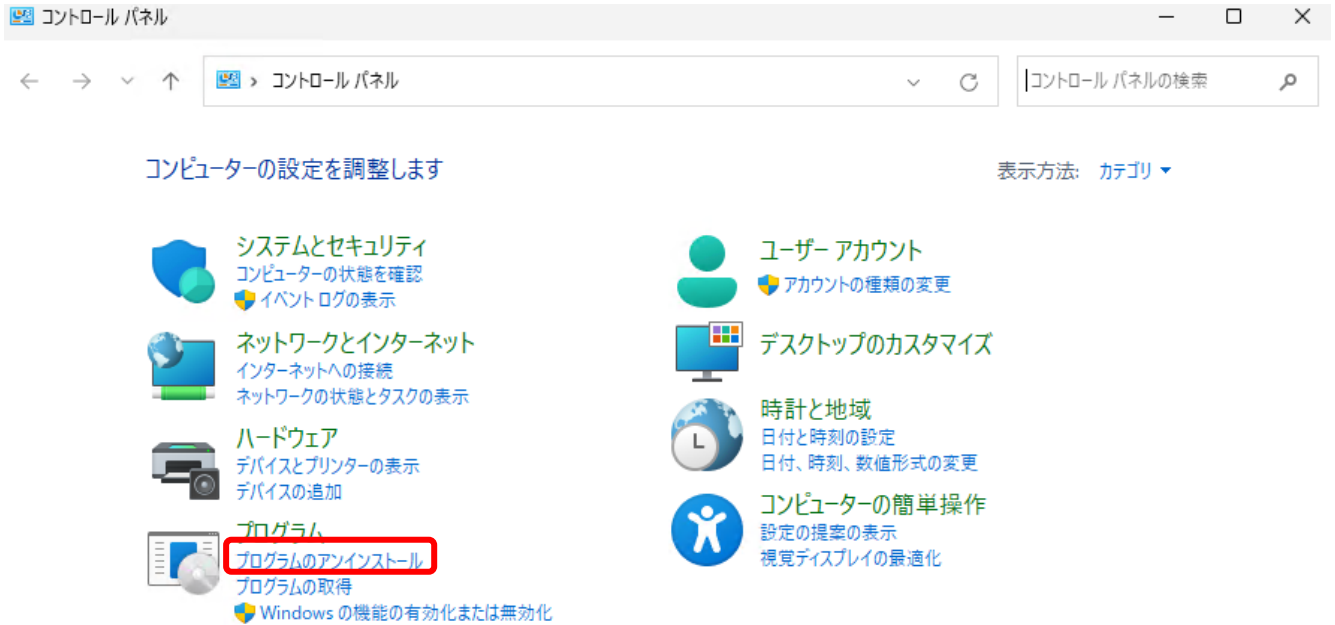 コントロール パネル
コントロール パネル
コントロール パネルの検索
コンピューターの設定を調整します
表示方法: カテゴリ
システムとセキュリティ
コンピューターの状態を確認
イベント ログの表示
ネットワークとインターネット
インターネットへの接続
ネットワークの状態とタスクの表示
ハードウェア
デバイスとプリンターの表示
デバイスの追加
プログラム
プログラムのアンインストール
プログラムの取得
Windows の機能の有効化または無効化
ユーザー アカウント
アカウントの種類の変更
デスクトップのカスタマイズ
時計と地域
日付と時刻の設定
日付、時刻、数値形式の変更
コンピューターの簡単操作
設定の提案の表示
視覚ディスプレイの最適化